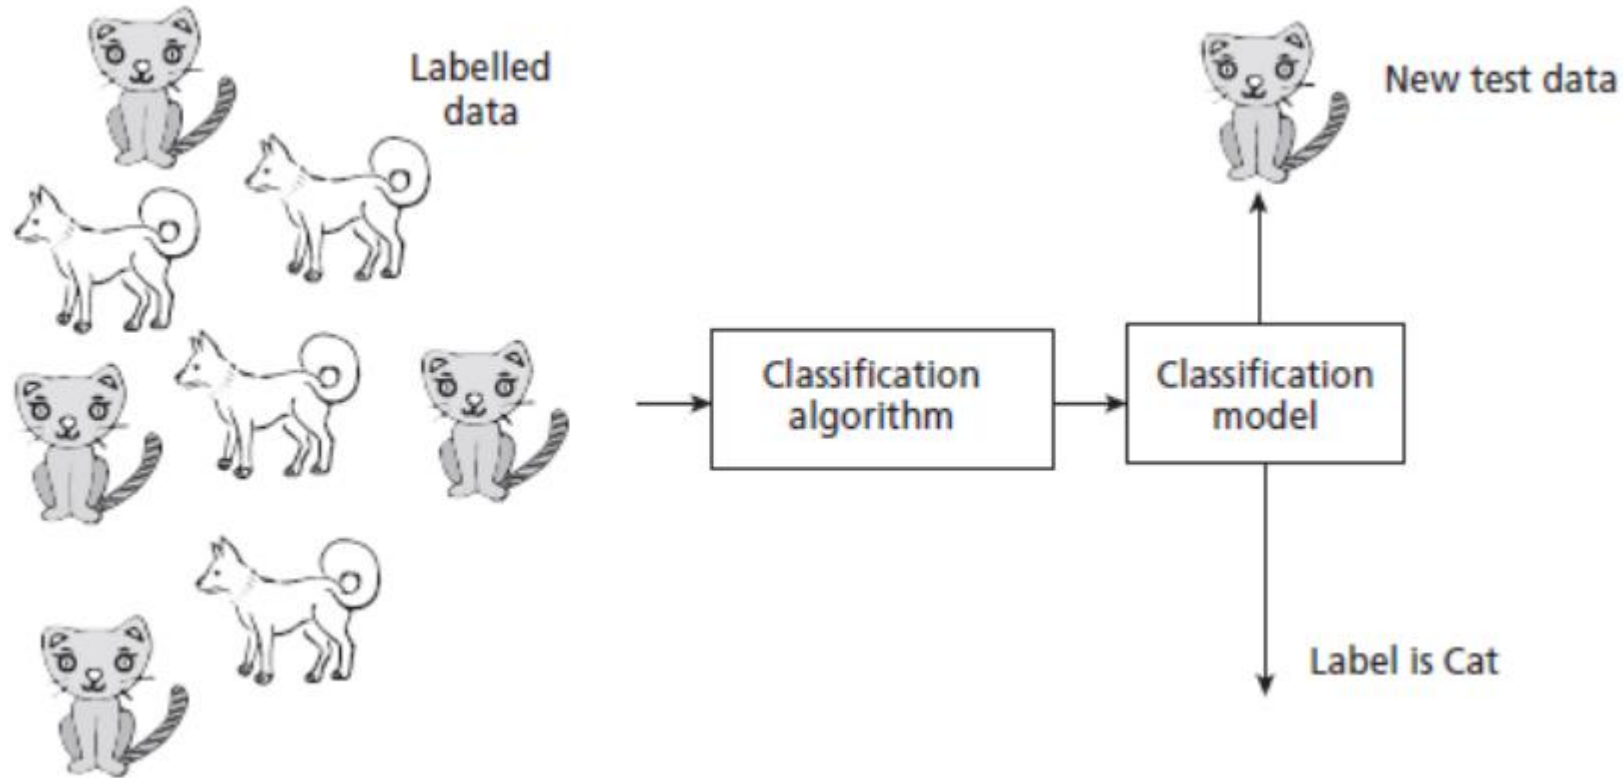 Labelled
data
New test data
Classification
algorithm
Classification
model
Label is Cat